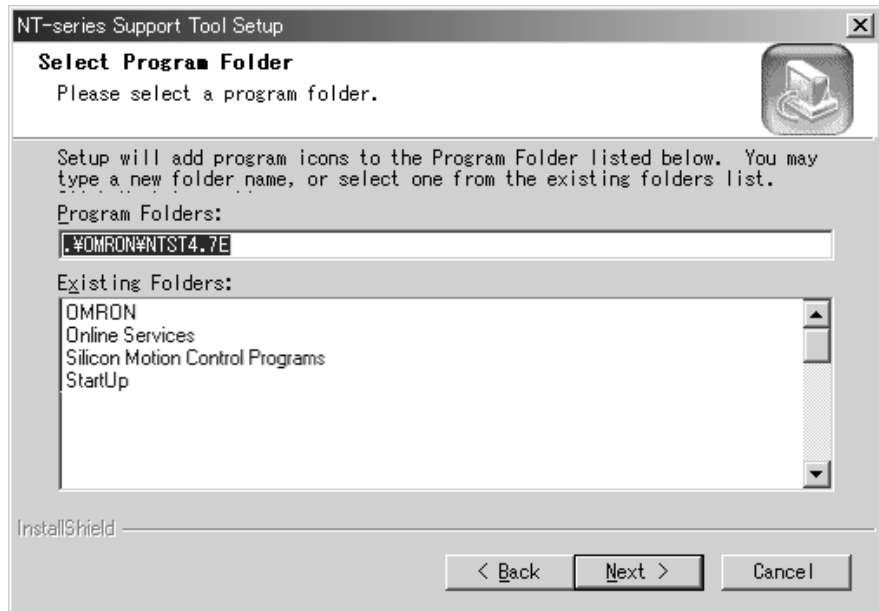 NT-series Support Tool Setup
Select Program Folder
Please select a program folder.
Setup will add program icons to the Program Folder listed below. You may
type a new folder name, or select one from the existing folders list.
Program Folders:
.¥OMRON¥NTST4.7E
Existing Folders:
OMRON
Online Services
Silicon Motion Control Programs
StartUp
InstallShield
< Back
Next >
Cancel